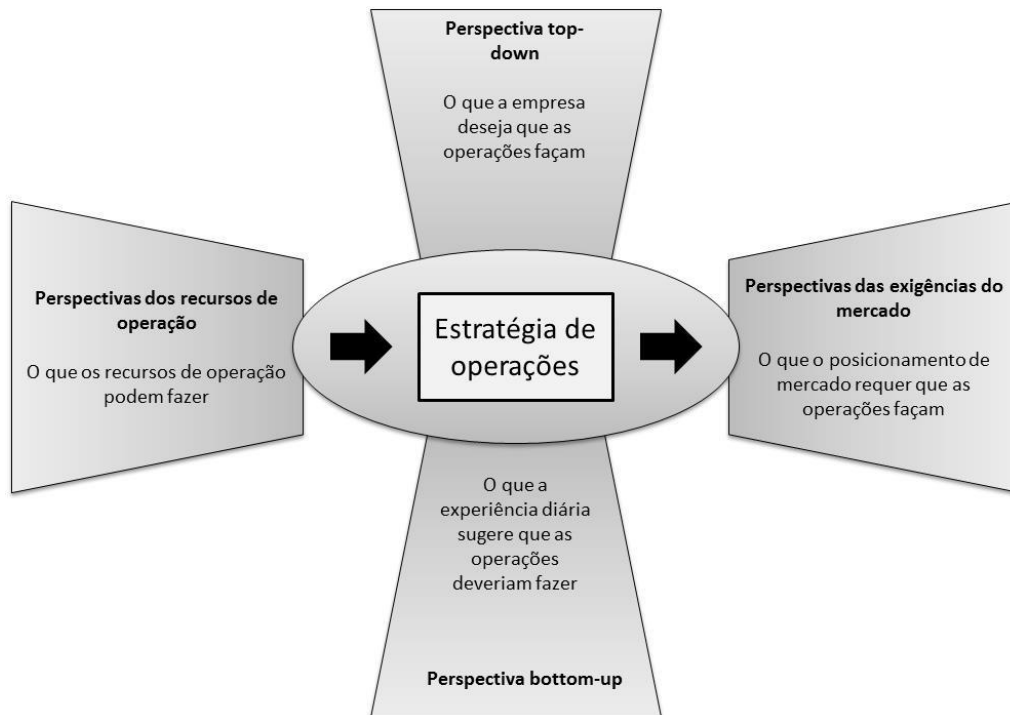 Perspectiva top-
down
O que a empresa
deseja que as
operações façam
Perspectivas dos recursos de
operação
O que os recursos de operação
podem fazer
Estratégia de
operações
Perspectivas das exigências do
mercado
O que o posicionamento de
mercado requer que as
operações façam
O que a
experiência diária
sugere que as
operações
deveriam fazer
Perspectiva bottom-up